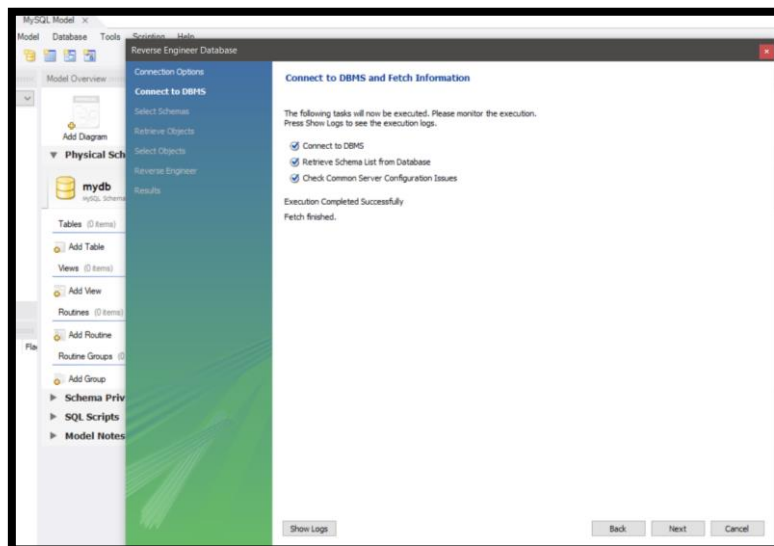 MySQL Model ×
Model Database Tools Scripting Help
Reverse Engineer Database
Model Overview
Add Diagram
Physical Sch
mydb
MySQL Schema
Tables (0 items)
Add Table
Views (0 items)
Add View
Routines (0 items)
Add Routine
Routine Groups (0
Add Group
Schema Priv
SQL Scripts
Model Notes
Connection Options
Connect to DBMS
Select Schemas
Retrieve Objects
Select Objects
Reverse Engineer
Results
Connect to DBMS and Fetch Information
The following tasks will now be executed. Please monitor the execution.
Press Show Logs to see the execution logs.
Connect to DBMS
Retrieve Schema List from Database
Check Common Server Configuration Issues
Execution Completed Successfully
Fetch finished.
Show Logs
Back
Next
Cancel